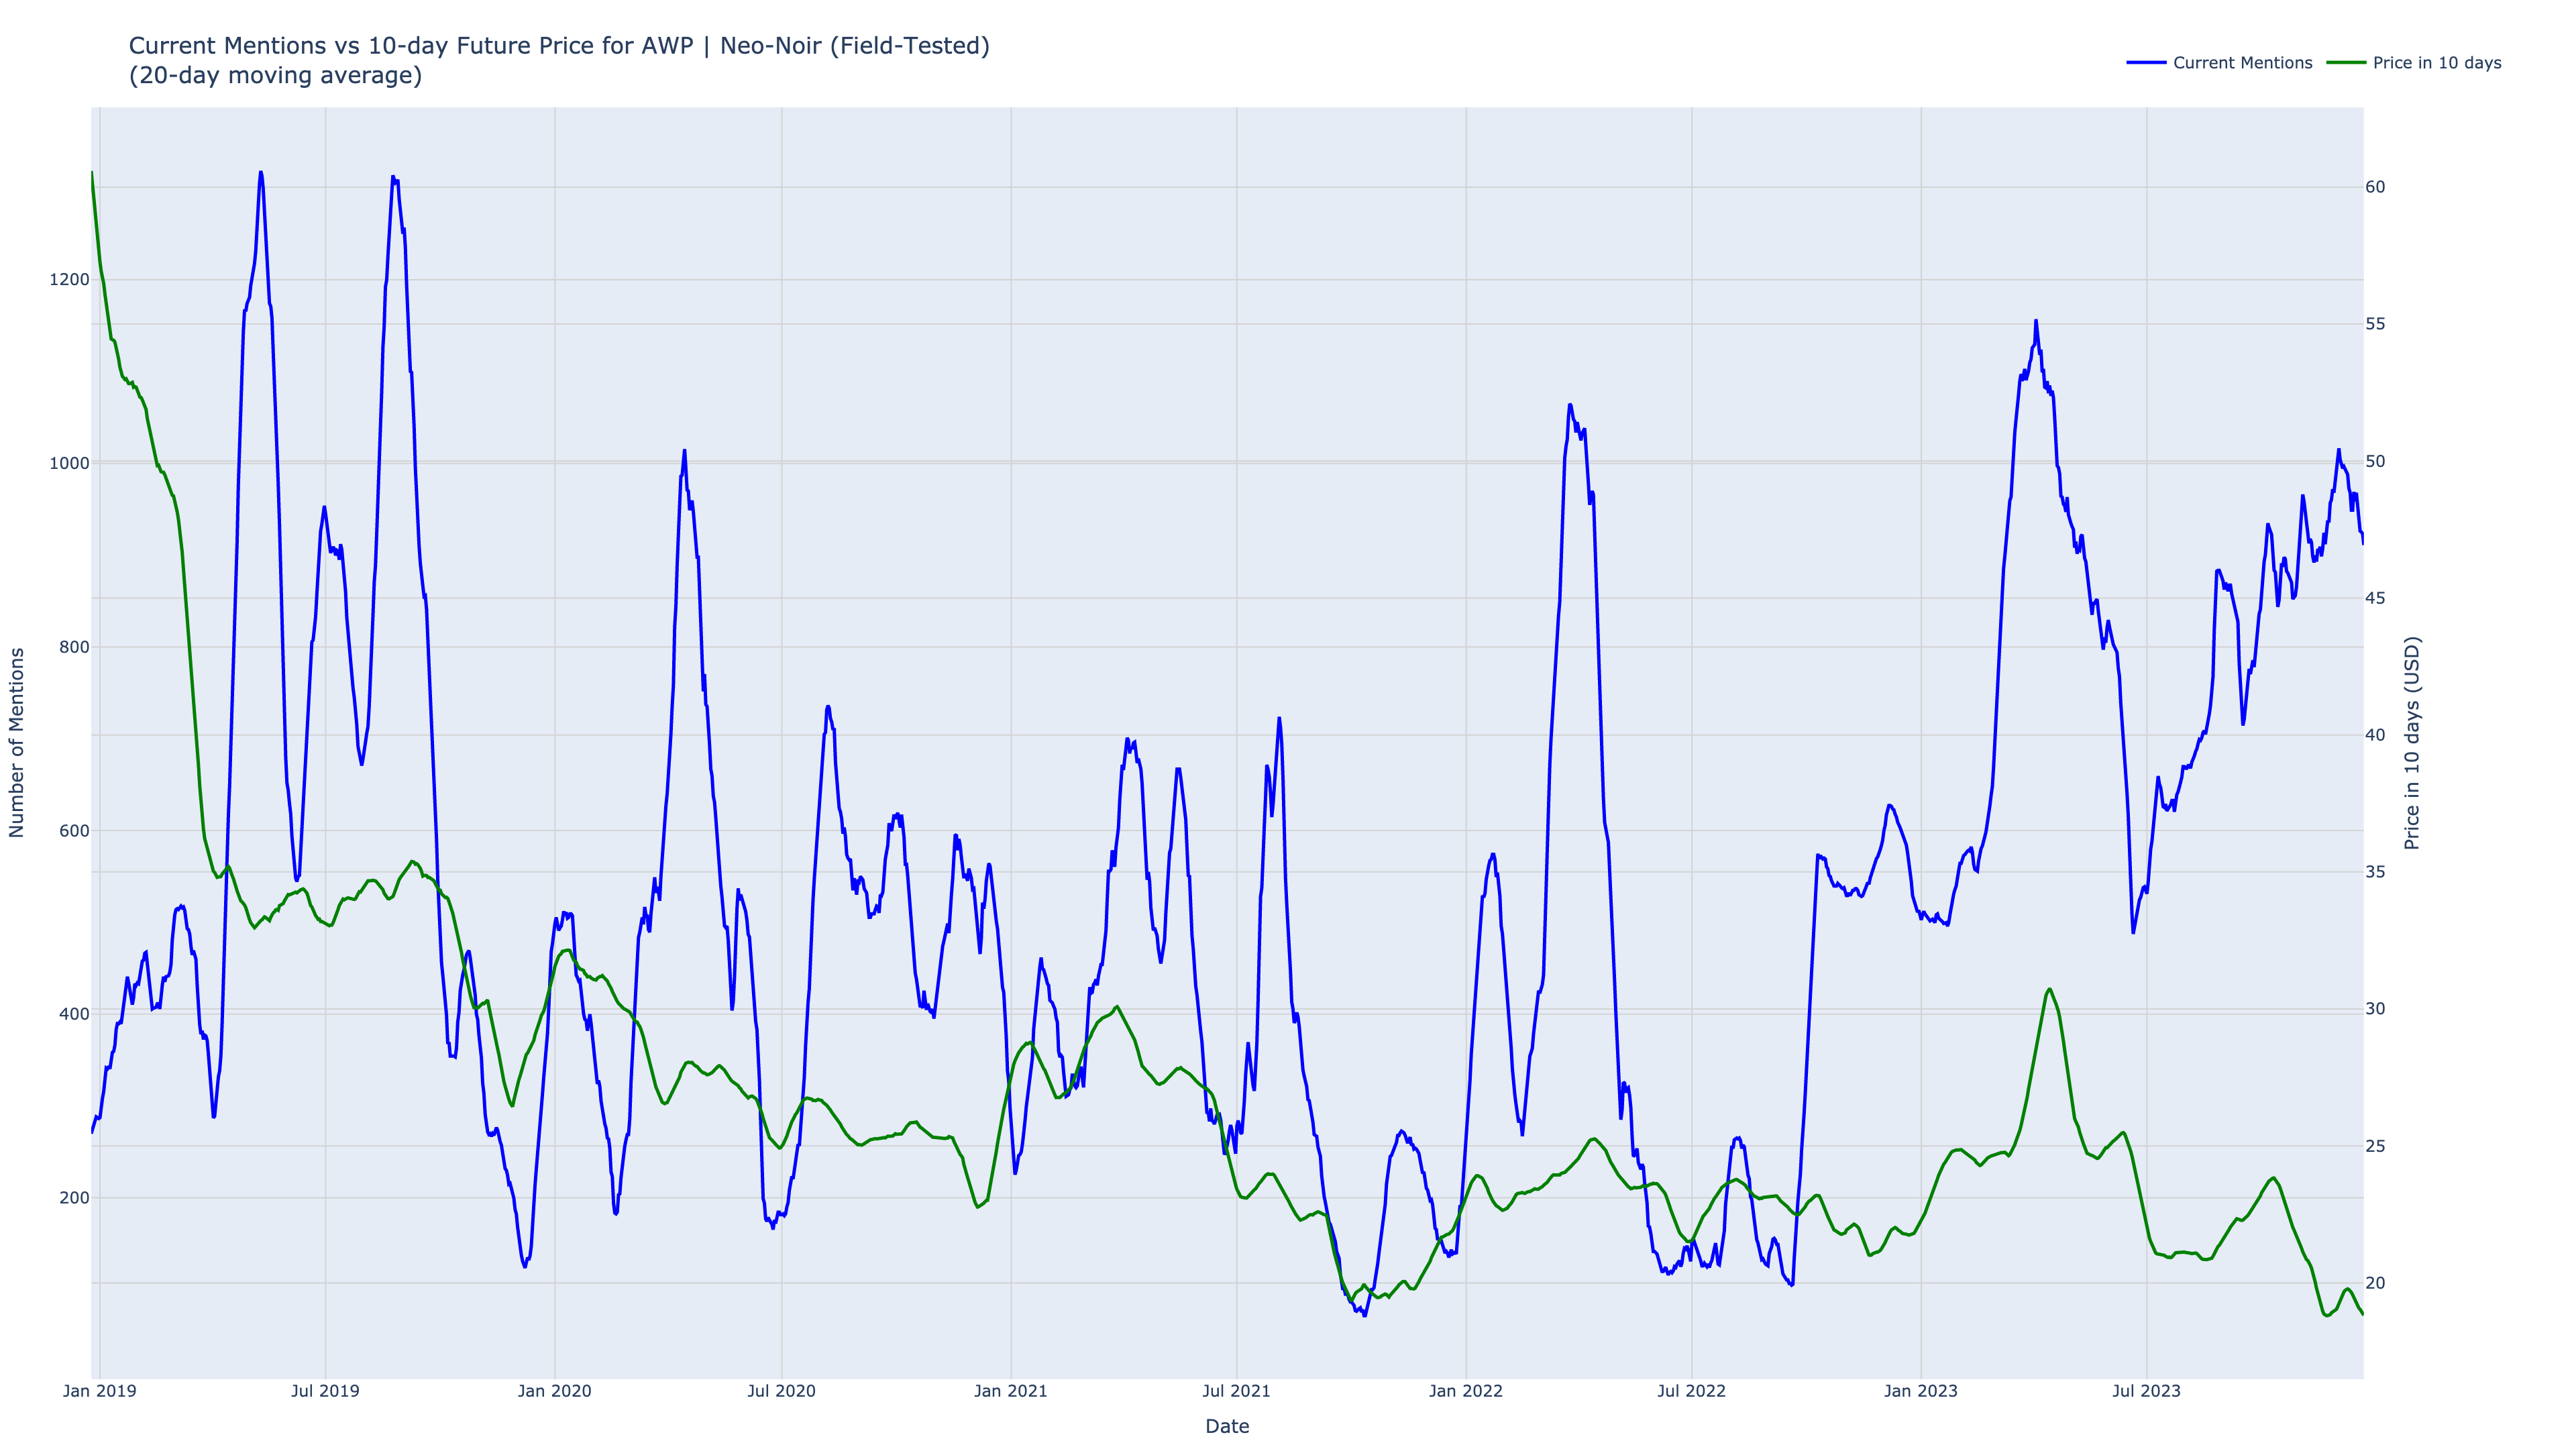 Current Mentions vs 10-day Future Price for AWP | Neo-Noir (Field-Tested)
(20-day moving average)
Current Mentions
Price in 10 days
1200
1000
800
600
400
200
Number of Mentions
60
55
50
45
40
35
30
25
20
Price in 10 days (USD)
Jan 2019
Jul 2019
Jan 2020
Jul 2020
Jan 2021
Jul 2021
Jan 2022
Jul 2022
Jan 2023
Jul 2023
Date